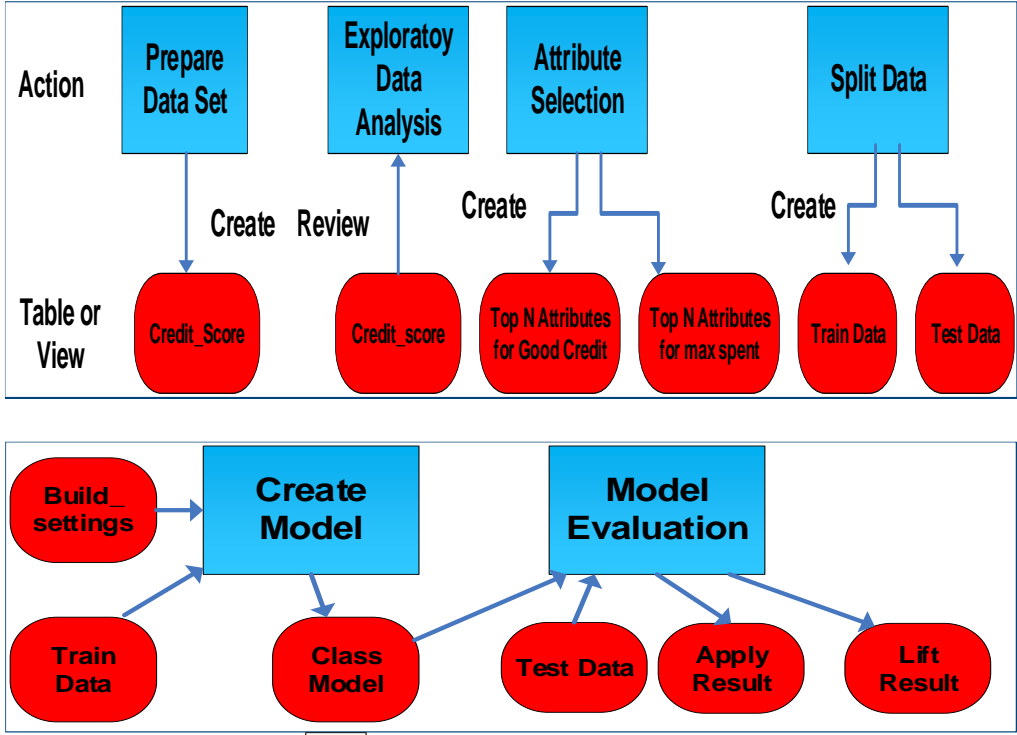 Action
Prepare
Data Set
Exploratoy
Data
Analysis
Attribute
Selection
Split Data
Create
Review
Create
Create
Table or
View
Credit_Score
Credit_score
Top N Attributes
for Good Credit
Top N Attributes
for max spent
Train Data
Test Data
Build_
settings
Create
Model
Model
Evaluation
Train
Data
Class
Model
Test Data
Apply
Result
Lift
Result